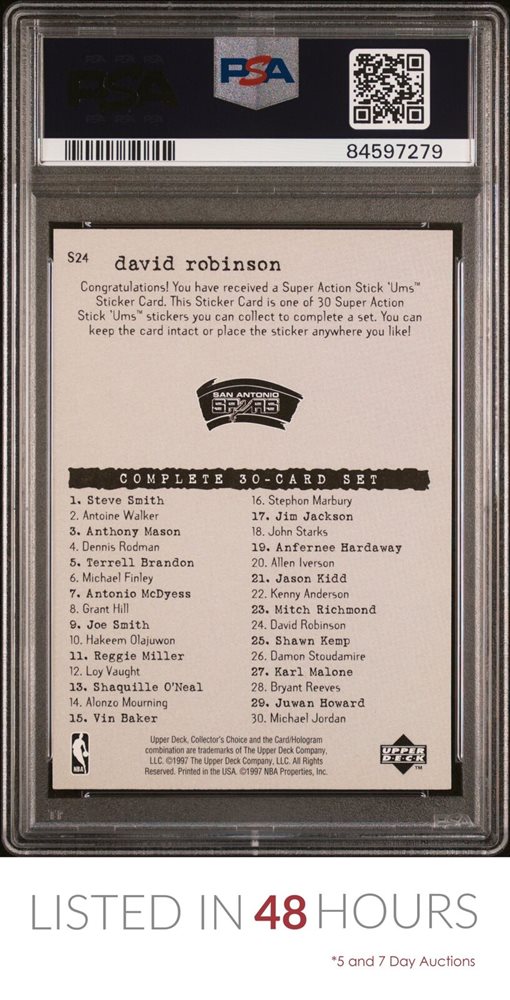 PSA
84597279
S24 david robinson
Congratulations! You have received a Super Action Stick 'Ums™
Sticker Card. This Sticker Card is one of 30 Super Action
Stick 'Ums™ stickers you can collect to complete a set. You can
keep the card intact or place the sticker anywhere you like!
SAN ANTONIO
SPURS
COMPLETE 30-CARD SET
1. Steve Smith
2. Antoine Walker
3. Anthony Mason
4. Dennis Rodman
5. Terrell Brandon
6. Michael Finley
7. Antonio McDyess
8. Grant Hill
9. Joe Smith
10. Hakeem Olajuwon
11. Reggie Miller
12. Loy Vaught
13. Shaquille O'Neal
14. Alonzo Mourning
15. Vin Baker
16. Stephon Marbury
17. Jim Jackson
18. John Starks
19. Anfernee Hardaway
20. Allen Iverson
21. Jason Kidd
22. Kenny Anderson
23. Mitch Richmond
24. David Robinson
25. Shawn Kemp
26. Damon Stoudamire
27. Karl Malone
28. Bryant Reeves
29. Juwan Howard
30. Michael Jordan
NBA
Upper Deck, Collector's Choice and the Card/Hologram
combination are trademarks of The Upper Deck Company,
LLC. ©1997 The Upper Deck Company, LLC. All Rights
Reserved. Printed in the USA. ©1997 NBA Properties, Inc.
UPPER
DECK™
PSA
LISTED IN 48 HOURS
*5 and 7 Day Auctions